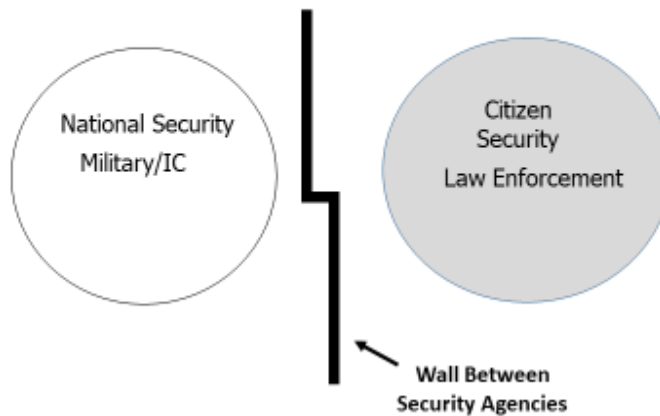 National Security
Military/IC
Citizen
Security
Law Enforcement
Wall Between
Security Agencies